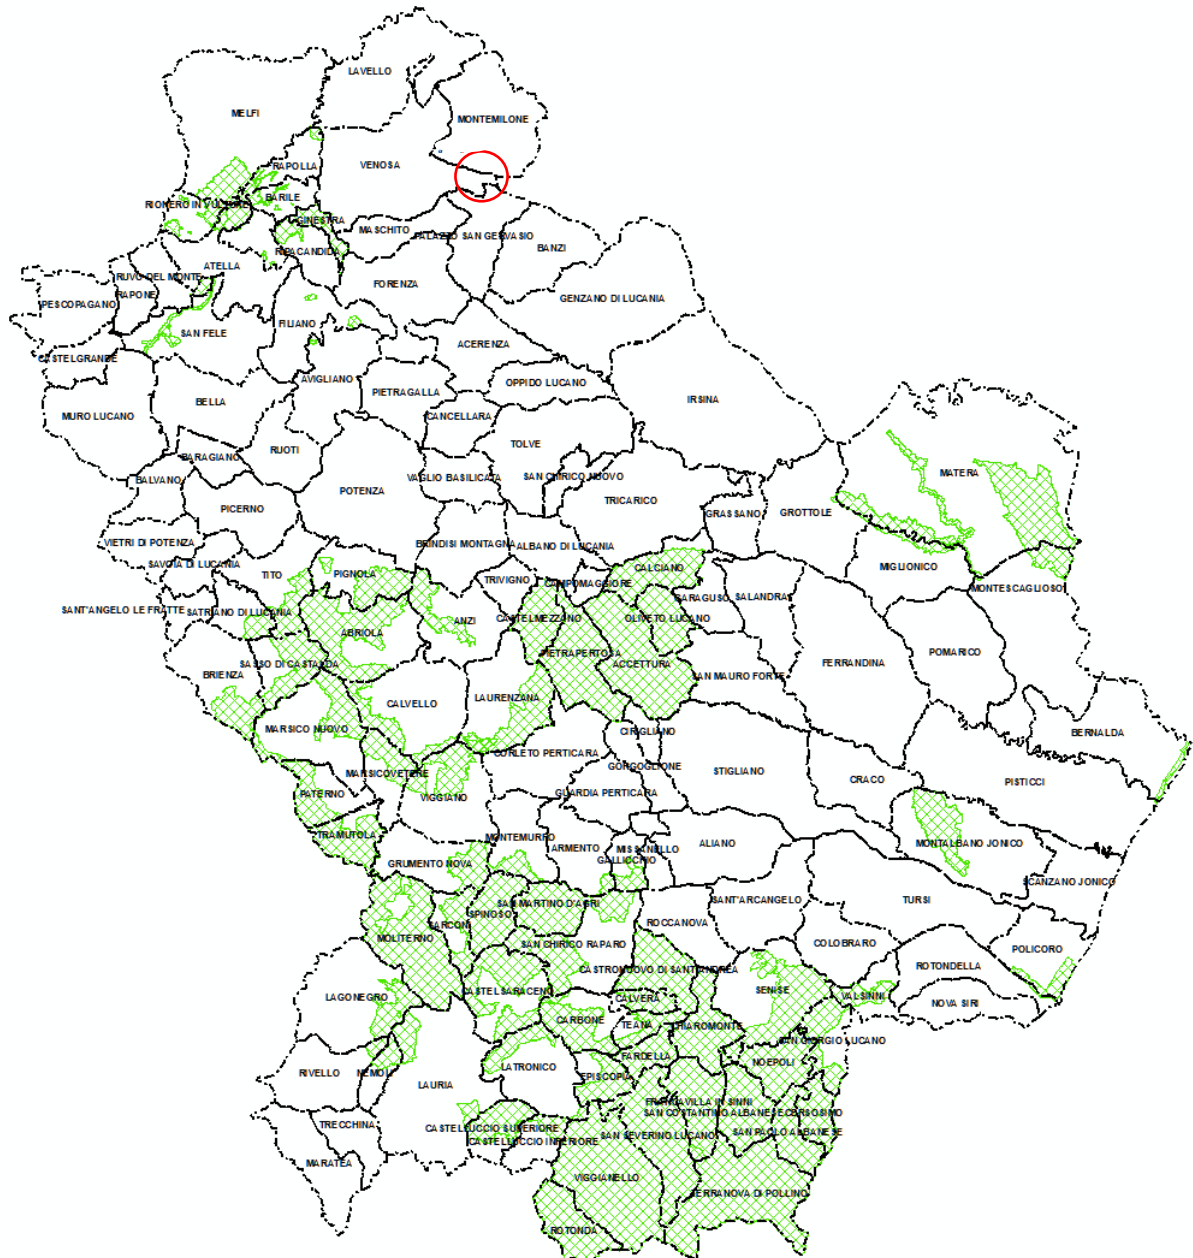 LAVELLO
MELFI
MONTEMILONE
VENOSA
RAPOLLA
BARILE
RIONERO IN VULTURE
GINESTRA
MASCHITO
PALAZZO SAN GERVASIO
BANZI
RIPACANDIDA
ATELLA
RUVO DEL MONTE
FORENZA
RAPONE
PESCOPAGANO
GENZANO DI LUCANIA
FILIANO
SAN FELE
ACERENZA
CASTELGRANDE
AVIGLIANO
OPPIDO LUCANO
PIETRAGALLA
IRSINA
BELLA
MURO LUCANO
CANCELLARA
TOLVE
RUOTI
BARAGIANO
MATERA
BALVANO
VAGLIO BASILICATA
SAN CHIRICO NUOVO
POTENZA
TRICARICO
PICERNO
GRASSANO
GROTTOLE
VIETRI DI POTENZA
BRINDISI MONTAGNA
ALBANO DI LUCANIA
SAVOIA DI LUCANIA
TITO
PIGNOLA
CALCIANO
MIGLIONICO
TRIVIGNO
CAMPOMAGGIORE
MONTESCAGLIOSO
GARAGUSO
SALANDRA
SANT'ANGELO LE FRATTE
SATRIANO DI LUCANIA
ANZI
CASTELMEZZANO
OLIVETO LUCANO
ABRIOLA
PIETRAPERTOSA
POMARICO
SASSO DI CASTALDA
ACCETTURA
FERRANDINA
BRIENZA
SAN MAURO FORTE
LAURENZANA
CALVELLO
MARSICO NUOVO
CIRIGLIANO
BERNALDA
CORLETO PERTICARA
GORGOGLIONE
MARSICOVETERE
STIGLIANO
CRACO
PISTICCI
PATERNO
VIGGIANO
GUARDIA PERTICARA
TRAMUTOLA
MONTEMURRO
ARMENTO
MISSANELLO
ALIANO
MONTALBANO JONICO
GRUMENTO NOVA
GALLICCHIO
SCANZANO JONICO
SAN MARTINO D'AGRI
SANT'ARCANGELO
TURSI
SPINOSO
SARCONI
ROCCANOVA
MOLITERNO
SAN CHIRICO RAPARO
COLOBRARO
POLICORO
ROTONDELLA
CASTRONUOVO DI SANT'ANDREA
CASTELSARACENO
SENISE
LAGONEGRO
CALVERA
VALSINNI
NOVA SIRI
CARBONE
TEANA
CHIAROMONTE
SAN GIORGIO LUCANO
FARDELLA
NOEPOLI
LATRONICO
RIVELLO
NEMOLI
EPISCOPIA
LAURIA
FRANCAVILLA IN SINNI
SAN COSTANTINO ALBANESE
CERSOSIMO
TRECCHINA
CASTELLUCCIO SUPERIORE
SAN SEVERINO LUCANO
SAN PAOLO ALBANESE
CASTELLUCCIO INFERIORE
MARATEA
VIGGIANELLO
TERRANOVA DI POLLINO
ROTONDA